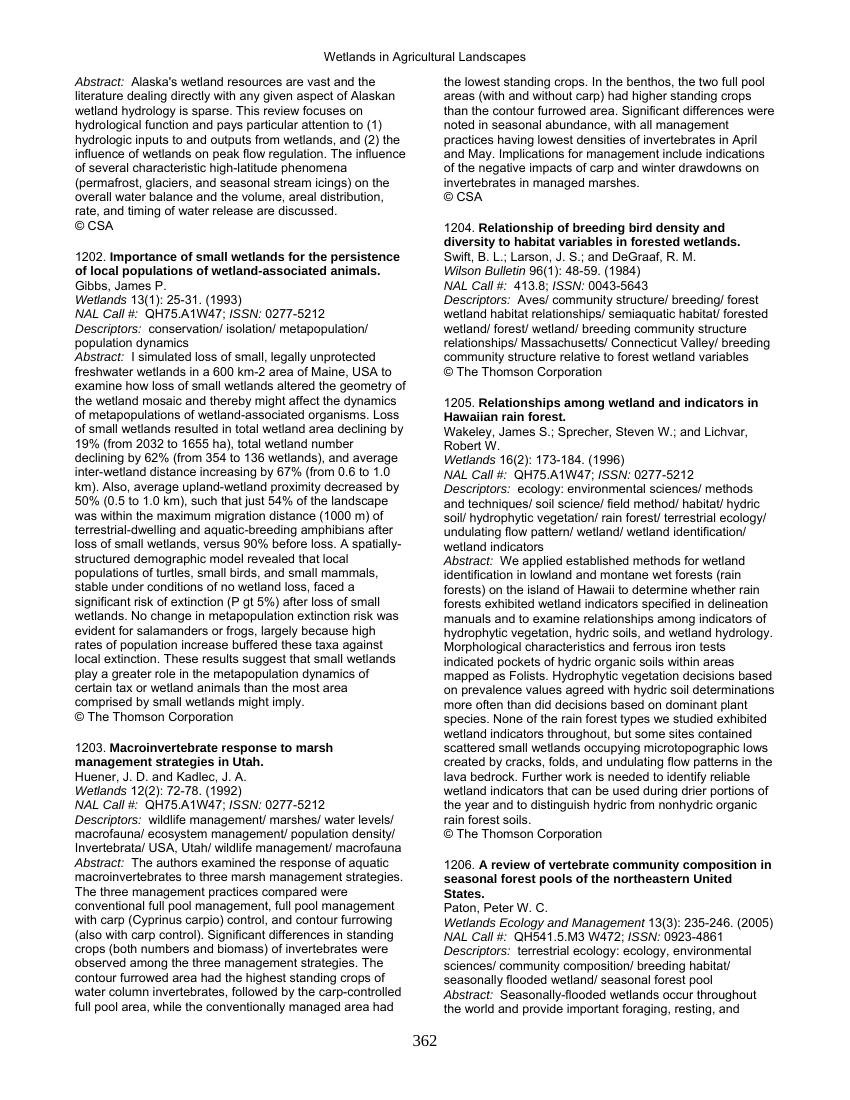 Wetlands in Agricultural Landscapes
Abstract: Alaska's wetland resources are vast and the
literature dealing directly with any given aspect of Alaskan
wetland hydrology is sparse. This review focuses on
hydrological function and pays particular attention to (1)
hydrologic inputs to and outputs from wetlands, and (2) the
influence of wetlands on peak flow regulation. The influence
of several characteristic high-latitude phenomena
(permafrost, glaciers, and seasonal stream icings) on the
overall water balance and the volume, areal distribution,
rate, and timing of water release are discussed.
© CSA
1202. Importance of small wetlands for the persistence
of local populations of wetland-associated animals.
Gibbs, James P.
Wetlands 13(1): 25-31. (1993)
NAL Call #: QH75.A1W47; ISSN: 0277-5212
Descriptors: conservation/ isolation/ metapopulation/
population dynamics
Abstract: I simulated loss of small, legally unprotected
freshwater wetlands in a 600 km-2 area of Maine, USA to
examine how loss of small wetlands altered the geometry of
the wetland mosaic and thereby might affect the dynamics
of metapopulations of wetland-associated organisms. Loss
of small wetlands resulted in total wetland area declining by
19% (from 2032 to 1655 ha), total wetland number
declining by 62% (from 354 to 136 wetlands), and average
inter-wetland distance increasing by 67% (from 0.6 to 1.0
km). Also, average upland-wetland proximity decreased by
50% (0.5 to 1.0 km), such that just 54% of the landscape
was within the maximum migration distance (1000 m) of
terrestrial-dwelling and aquatic-breeding amphibians after
loss of small wetlands, versus 90% before loss. A spatially-
structured demographic model revealed that local
populations of turtles, small birds, and small mammals,
stable under conditions of no wetland loss, faced a
significant risk of extinction (P gt 5%) after loss of small
wetlands. No change in metapopulation extinction risk was
evident for salamanders or frogs, largely because high
rates of population increase buffered these taxa against
local extinction. These results suggest that small wetlands
play a greater role in the metapopulation dynamics of
certain tax or wetland animals than the most area
comprised by small wetlands might imply.
© The Thomson Corporation
1203. Macroinvertebrate response to marsh
management strategies in Utah.
Huener, J. D. and Kadlec, J. A.
Wetlands 12(2): 72-78. (1992)
NAL Call #: QH75.A1W47; ISSN: 0277-5212
Descriptors: wildlife management/ marshes/ water levels/
macrofauna/ ecosystem management/ population density/
Invertebrata/ USA, Utah/ wildlife management/ macrofauna
Abstract: The authors examined the response of aquatic
macroinvertebrates to three marsh management strategies.
The three management practices compared were
conventional full pool management, full pool management
with carp (Cyprinus carpio) control, and contour furrowing
(also with carp control). Significant differences in standing
crops (both numbers and biomass) of invertebrates were
observed among the three management strategies. The
contour furrowed area had the highest standing crops of
water column invertebrates, followed by the carp-controlled
full pool area, while the conventionally managed area had
the lowest standing crops. In the benthos, the two full pool
areas (with and without carp) had higher standing crops
than the contour furrowed area. Significant differences were
noted in seasonal abundance, with all management
practices having lowest densities of invertebrates in April
and May. Implications for management include indications
of the negative impacts of carp and winter drawdowns on
invertebrates in managed marshes.
© CSA
1204. Relationship of breeding bird density and
diversity to habitat variables in forested wetlands.
Swift, B. L.; Larson, J. S.; and DeGraaf, R. M.
Wilson Bulletin 96(1): 48-59. (1984)
NAL Call #: 413.8; ISSN: 0043-5643
Descriptors: Aves/ community structure/ breeding/ forest
wetland habitat relationships/ semiaquatic habitat/ forested
wetland/ forest/ wetland/ breeding community structure
relationships/ Massachusetts/ Connecticut Valley/ breeding
community structure relative to forest wetland variables
© The Thomson Corporation
1205. Relationships among wetland and indicators in
Hawaiian rain forest.
Wakeley, James S.; Sprecher, Steven W.; and Lichvar,
Robert W.
Wetlands 16(2): 173-184. (1996)
NAL Call #: QH75.A1W47; ISSN: 0277-5212
Descriptors: ecology: environmental sciences/ methods
and techniques/ soil science/ field method/ habitat/ hydric
soil/ hydrophytic vegetation/ rain forest/ terrestrial ecology/
undulating flow pattern/ wetland/ wetland identification/
wetland indicators
Abstract: We applied established methods for wetland
identification in lowland and montane wet forests (rain
forests) on the island of Hawaii to determine whether rain
forests exhibited wetland indicators specified in delineation
manuals and to examine relationships among indicators of
hydrophytic vegetation, hydric soils, and wetland hydrology.
Morphological characteristics and ferrous iron tests
indicated pockets of hydric organic soils within areas
mapped as Folists. Hydrophytic vegetation decisions based
on prevalence values agreed with hydric soil determinations
more often than did decisions based on dominant plant
species. None of the rain forest types we studied exhibited
wetland indicators throughout, but some sites contained
scattered small wetlands occupying microtopographic lows
created by cracks, folds, and undulating flow patterns in the
lava bedrock. Further work is needed to identify reliable
wetland indicators that can be used during drier portions of
the year and to distinguish hydric from nonhydric organic
rain forest soils.
© The Thomson Corporation
1206. A review of vertebrate community composition in
seasonal forest pools of the northeastern United
States.
Paton, Peter W. C.
Wetlands Ecology and Management 13(3): 235-246. (2005)
NAL Call #: QH541.5.M3 W472; ISSN: 0923-4861
Descriptors: terrestrial ecology: ecology, environmental
sciences/ community composition/ breeding habitat/
seasonally flooded wetland/ seasonal forest pool
Abstract: Seasonally-flooded wetlands occur throughout
the world and provide important foraging, resting, and
362